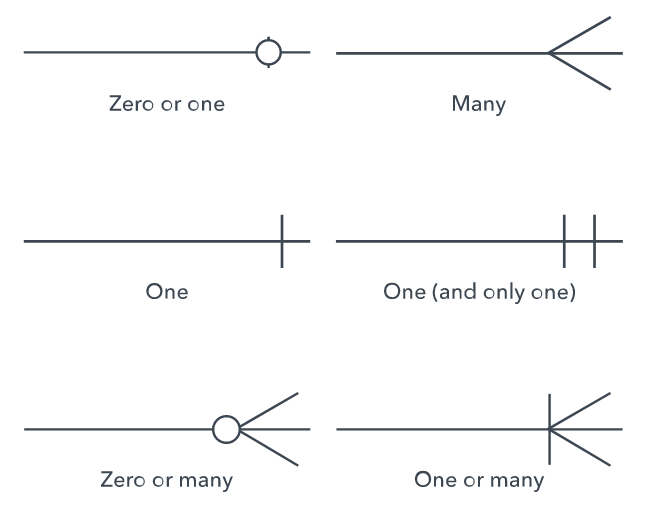 Zero or one
Many
One
One (and only one)
Zero or many
One or many